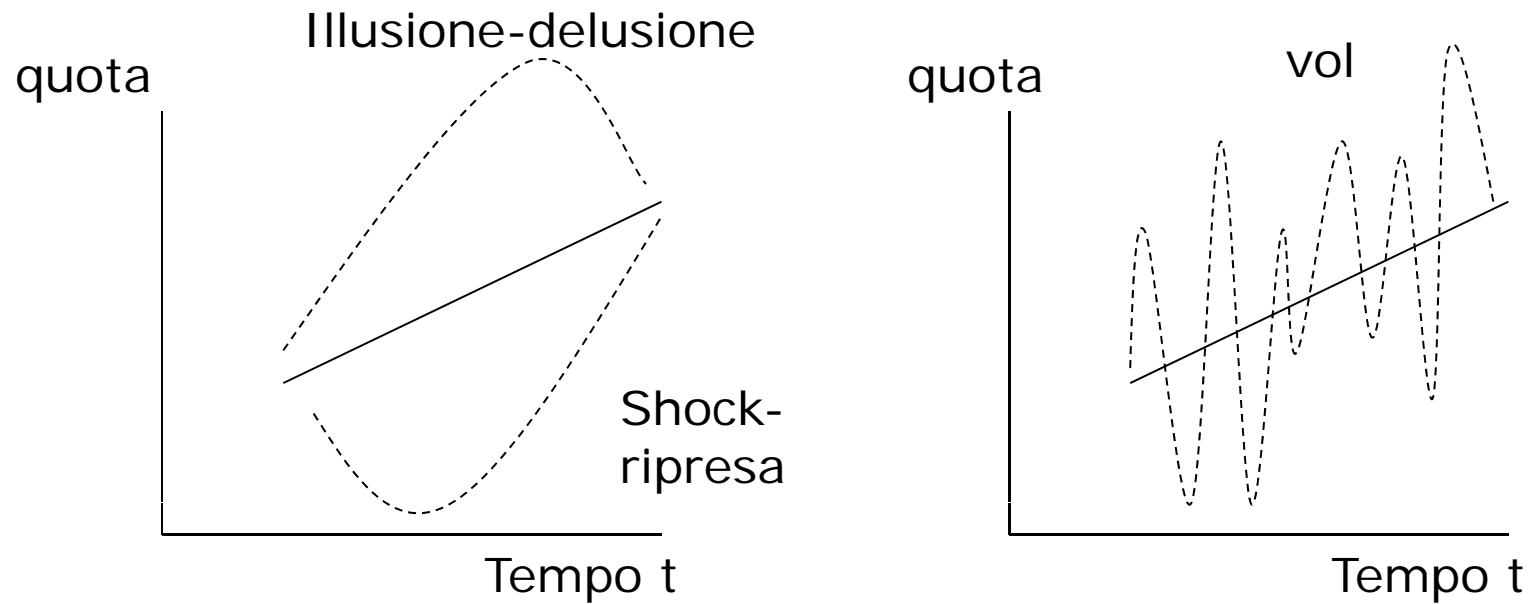 Illusione-delusione
quota
Shock-
ripresa
Tempo t
vol
quota
Tempo t